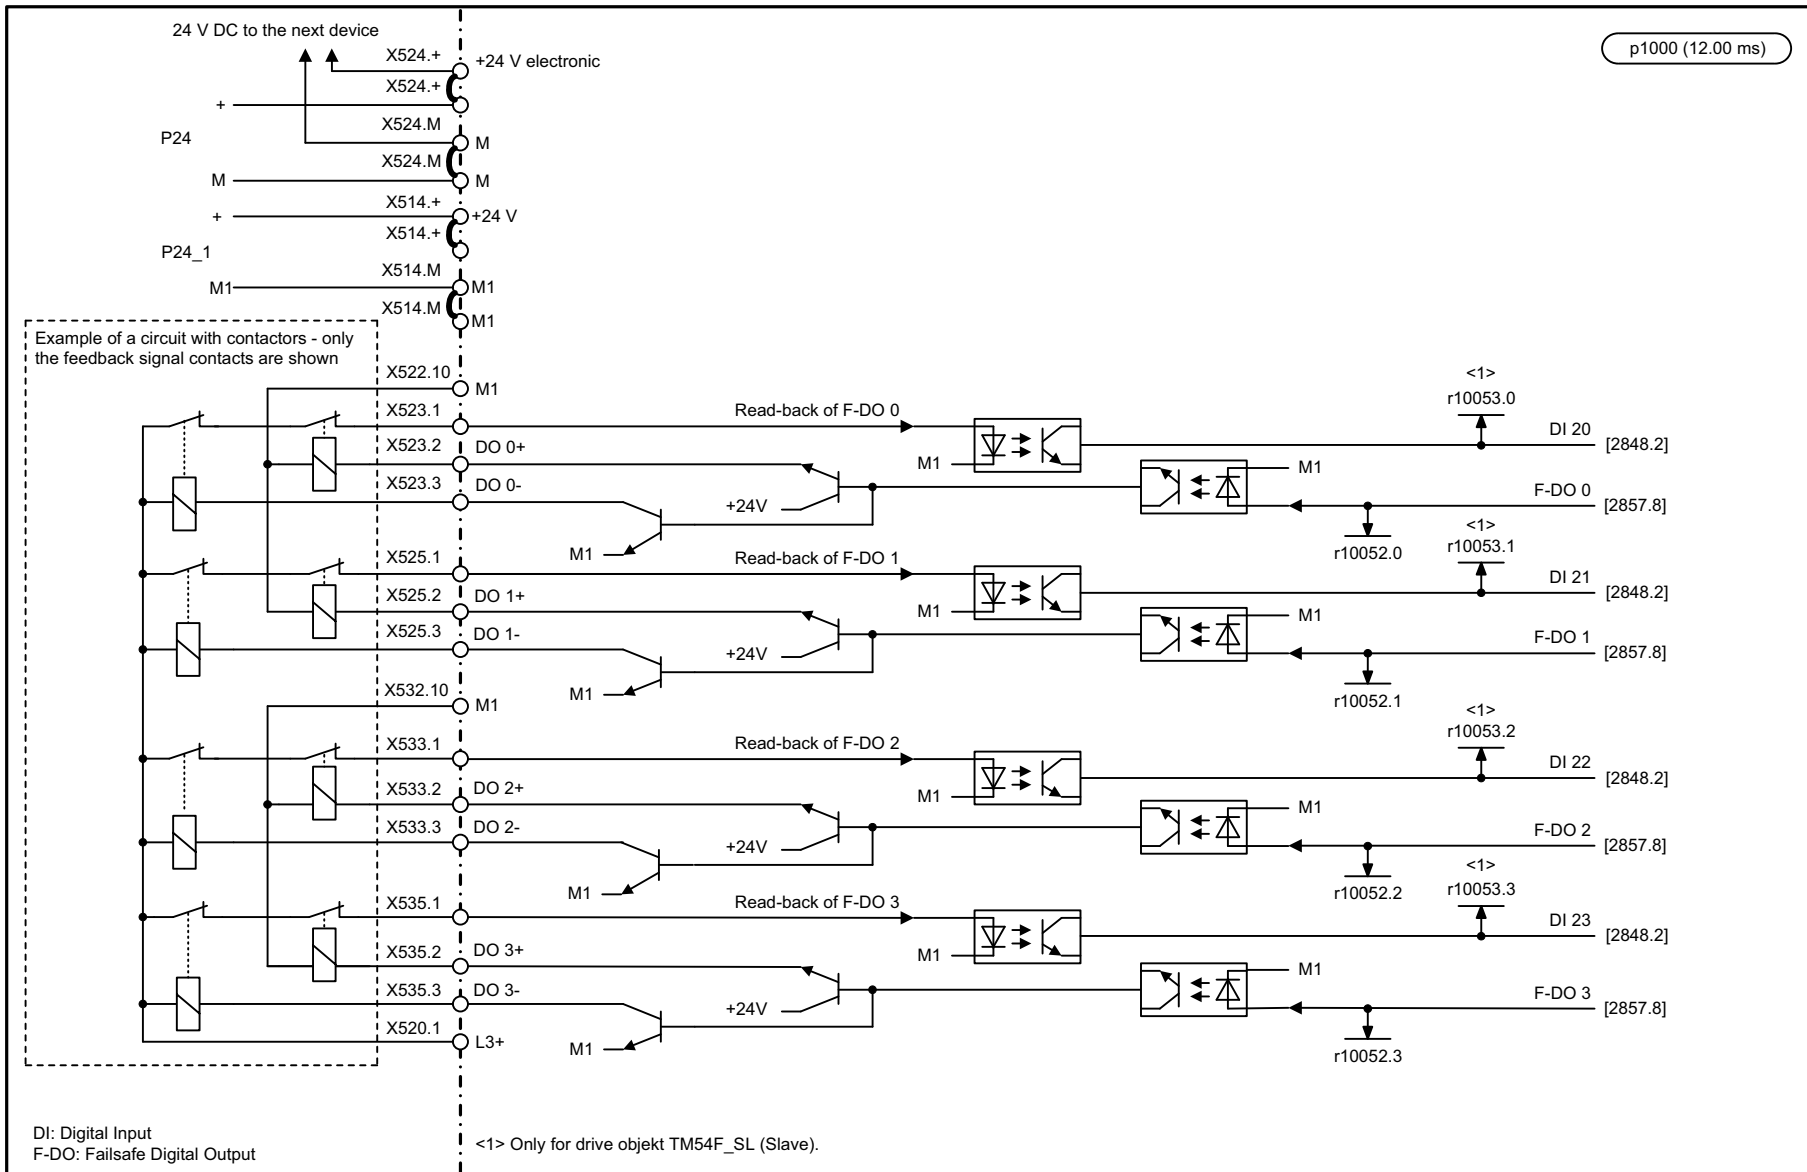 24 V DC to the next device
p1000 (12.00 ms)
X524.+
+24 V electronic
X524.+
+
X524.M
P24
M
X524.M
M
M
X514.+
+
+24 V
X514.+
P24_1
X514.M
M1
M1
X514.M
M1
Example of a circuit with contactors - only
the feedback signal contacts are shown
X522.10
M1
<1>
r10053.0
X523.1
Read-back of F-DO 0
DI 20
[2848.2]
X523.2
DO 0+
M1
M1
X523.3
DO 0-
+24V
F-DO 0
[2857.8]
M1
r10052.0
<1>
r10053.1
X525.1
Read-back of F-DO 1
DI 21
[2848.2]
X525.2
DO 1+
M1
M1
X525.3
DO 1-
+24V
F-DO 1
[2857.8]
M1
r10052.1
X532.10
M1
<1>
r10053.2
X533.1
Read-back of F-DO 2
DI 22
[2848.2]
X533.2
DO 2+
M1
M1
X533.3
DO 2-
+24V
F-DO 2
[2857.8]
M1
r10052.2
<1>
r10053.3
X535.1
Read-back of F-DO 3
DI 23
[2848.2]
X535.2
DO 3+
M1
M1
X535.3
DO 3-
+24V
F-DO 3
[2857.8]
X520.1
L3+
M1
r10052.3
DI: Digital Input
F-DO: Failsafe Digital Output
<1> Only for drive objekt TM54F_SL (Slave).